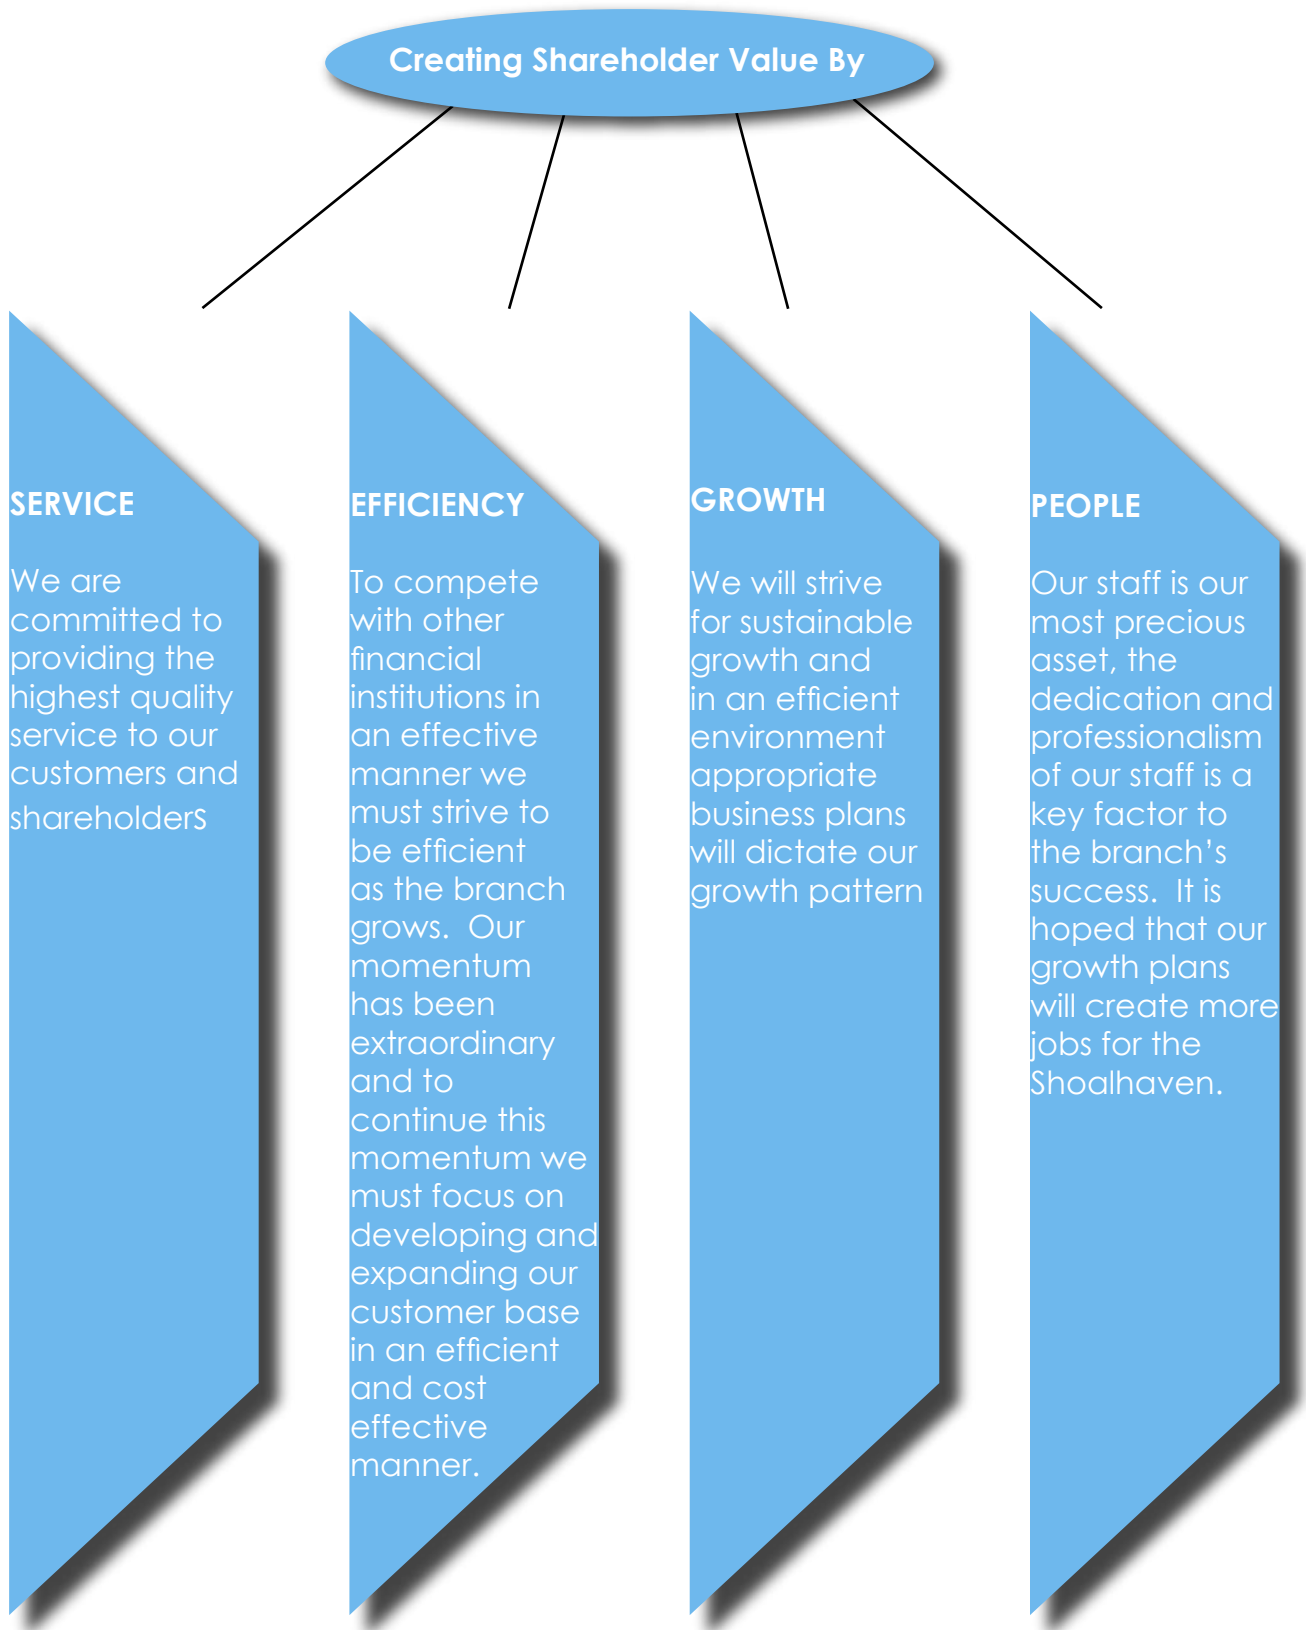 Creating Shareholder Value By
SERVICE
We are
committed to
providing the
highest quality
service to our
customers and
shareholders
EFFICIENCY
To compete
with other
financial
institutions in
an effective
manner we
must strive to
be efficient
as the branch
grows.  Our
momentum
has been
extraordinary
and to
continue this
momentum we
must focus on
developing and
expanding our
customer base
in an efficient
and cost
effective
manner.
GROWTH
We will strive
for sustainable
growth and
in an efficient
environment
appropriate
business plans
will dictate our
growth pattern
PEOPLE
Our staff is our
most precious
asset, the
dedication and
professionalism
of our staff is a
key factor to
the branch’s
success.  It is
hoped that our
growth plans
will create more
jobs for the
Shoalhaven.